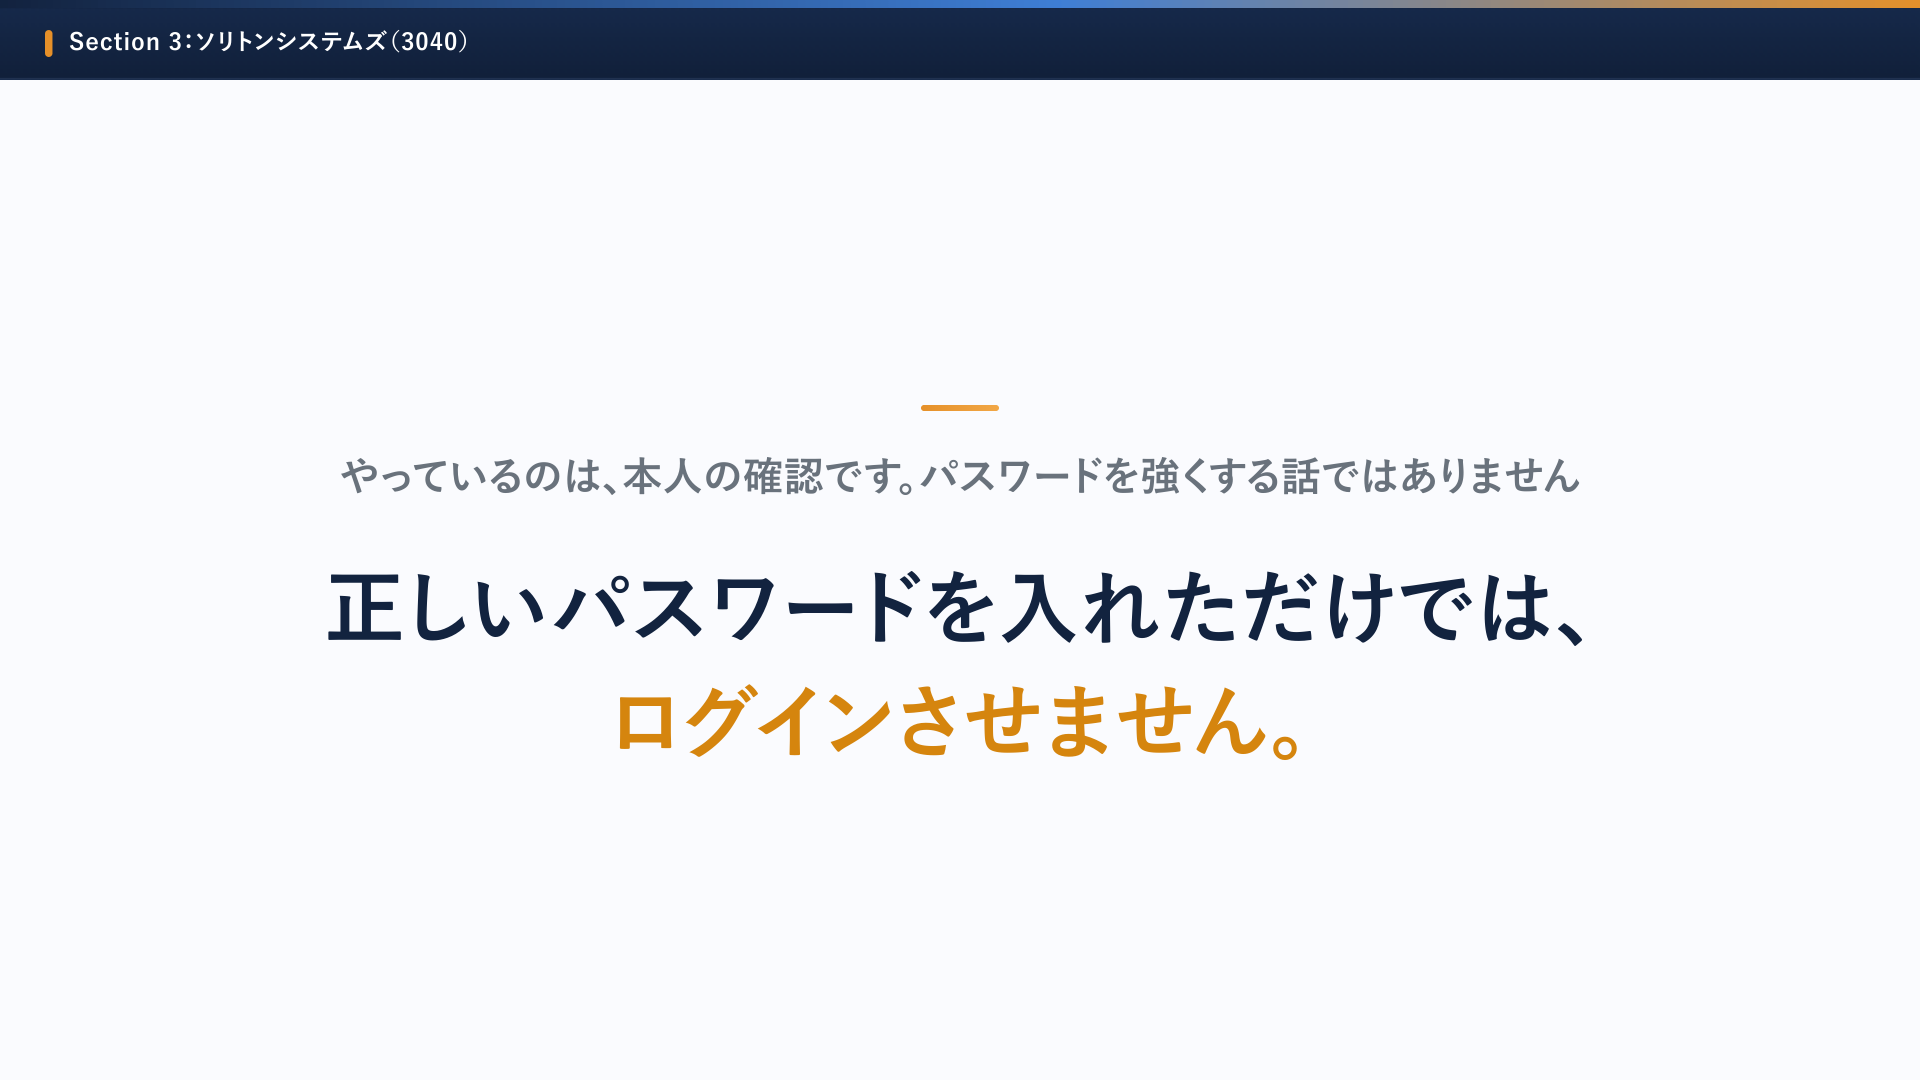 Section 3：ソリトンシステムズ（3040）
やっているのは、本人の確認です。パスワードを強くする話ではありません
正しいパスワードを入れただけでは、
ログインさせません。